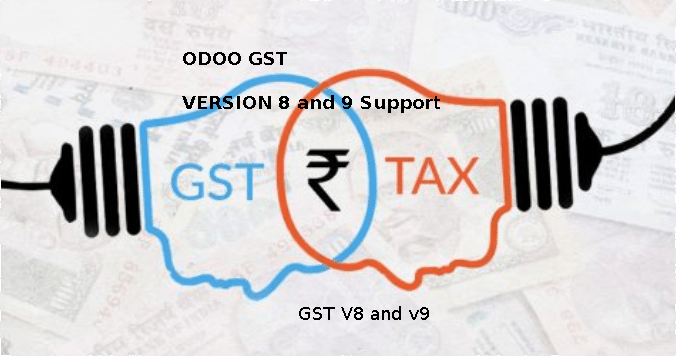 ODOO GST
VERSION 8 and 9 Support
GST ₹ TAX
GST V8 and v9